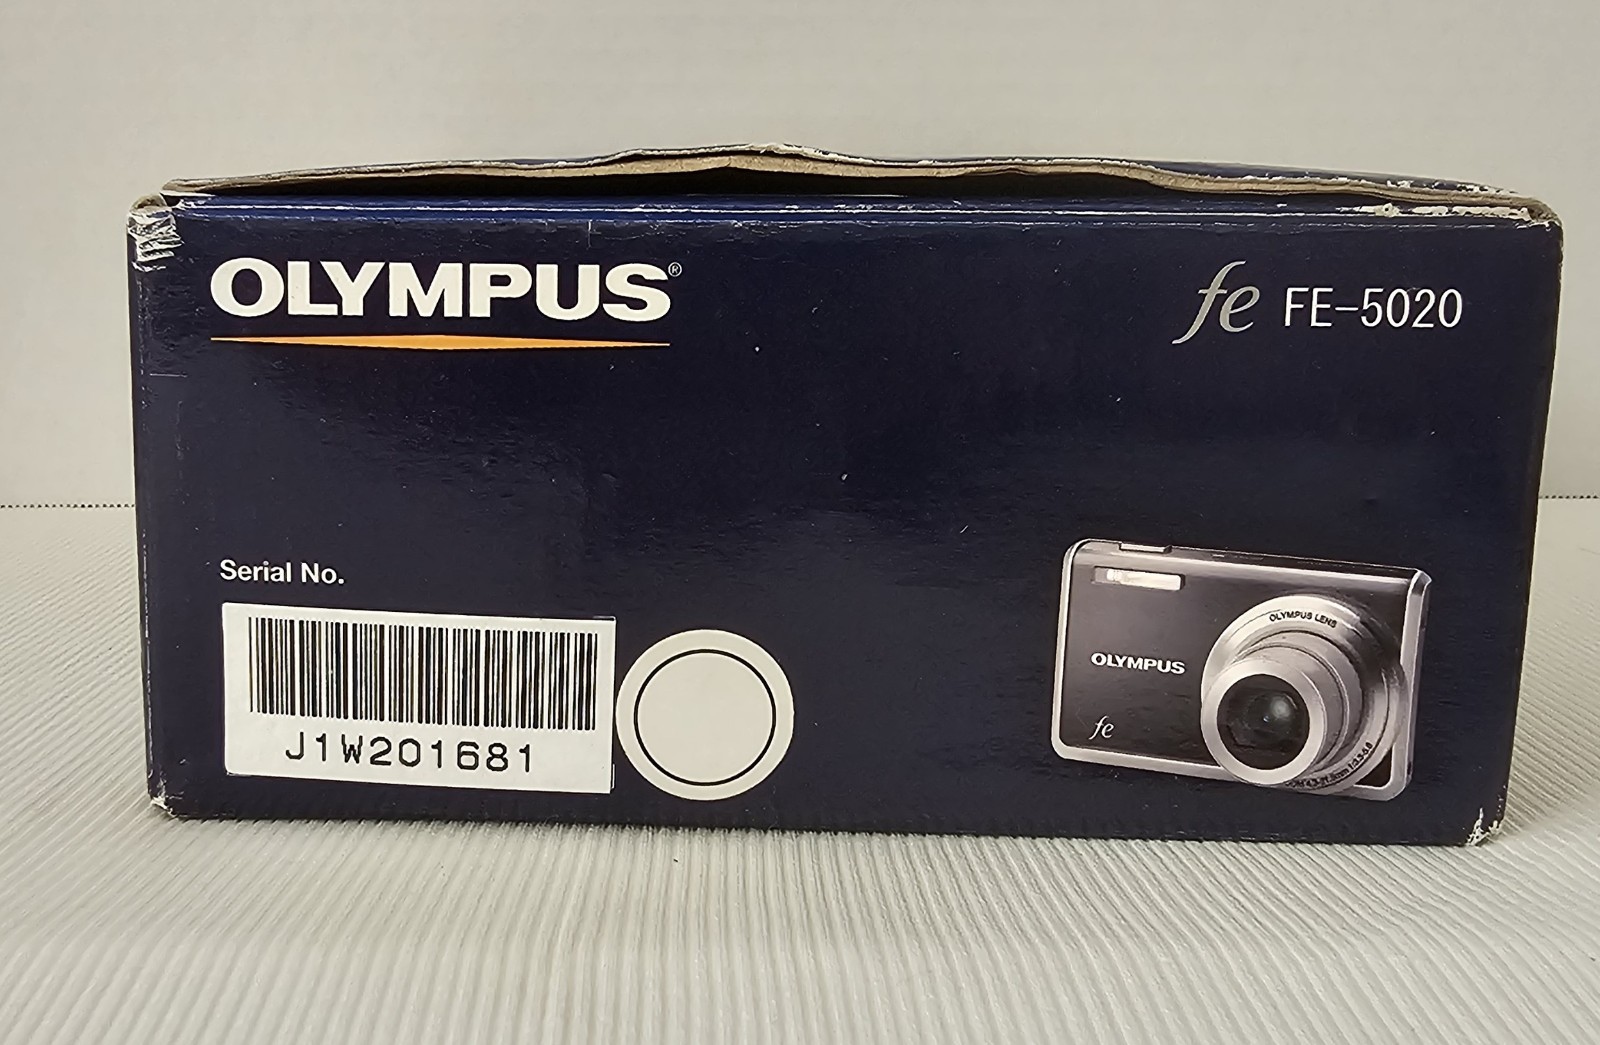 OLYMPUS®
fe FE-5020
Serial No.
J1W201681
OLYMPUS LENS
OLYMPUS
fe